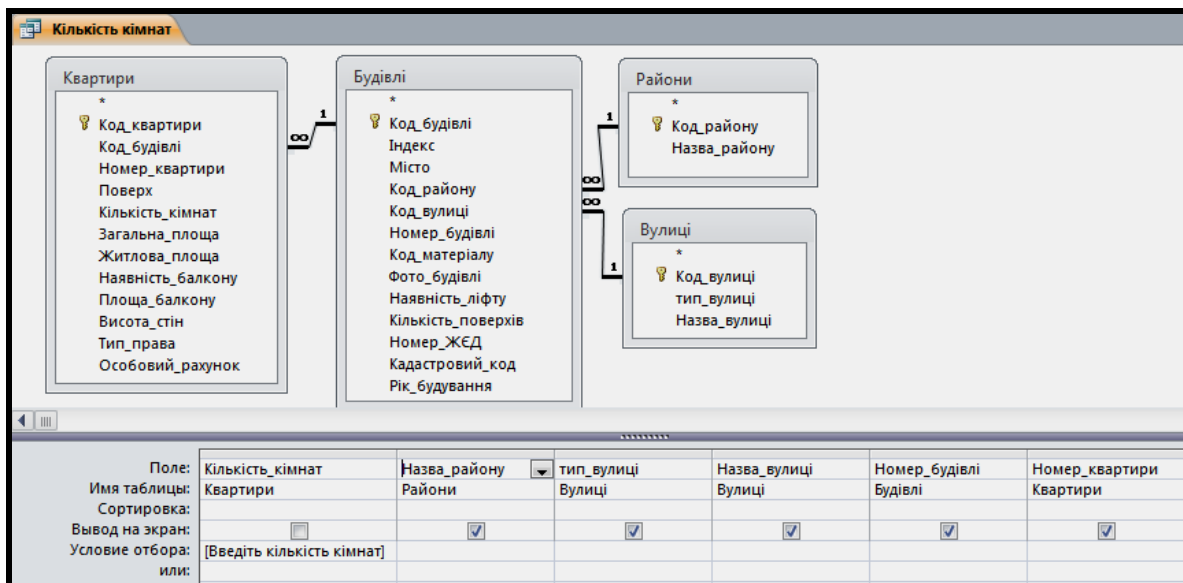 Кількість кімнат
Квартири
*
Код_квартири
Код_будівлі
Номер_квартири
Поверх
Кількість_кімнат
Загальна_площа
Житлова_площа
Наявність_балкону
Площа_балкону
Висота_стін
Тип_права
Особовий_рахунок
1
∞
Будівлі
*
Код_будівлі
Індекс
Місто
Код_району
Код_вулиці
Номер_будівлі
Код_матеріалу
Фото_будівлі
Наявність_ліфту
Кількість_поверхів
Номер_ЖЄД
Кадастровий_код
Рік_будування
1
∞
∞
1
Райони
*
Код_району
Назва_району
Вулиці
*
Код_вулиці
тип_вулиці
Назва_вулиці
Поле: Кількість_кімнат Назва_району тип_вулиці Назва_вулиці Номер_будівлі Номер_квартири
Имя таблицы: Квартири Райони Вулиці Вулиці Будівлі Квартири
Сортировка:
Вывод на экран:
Условие отбора: [Введіть кількість кімнат]
или: